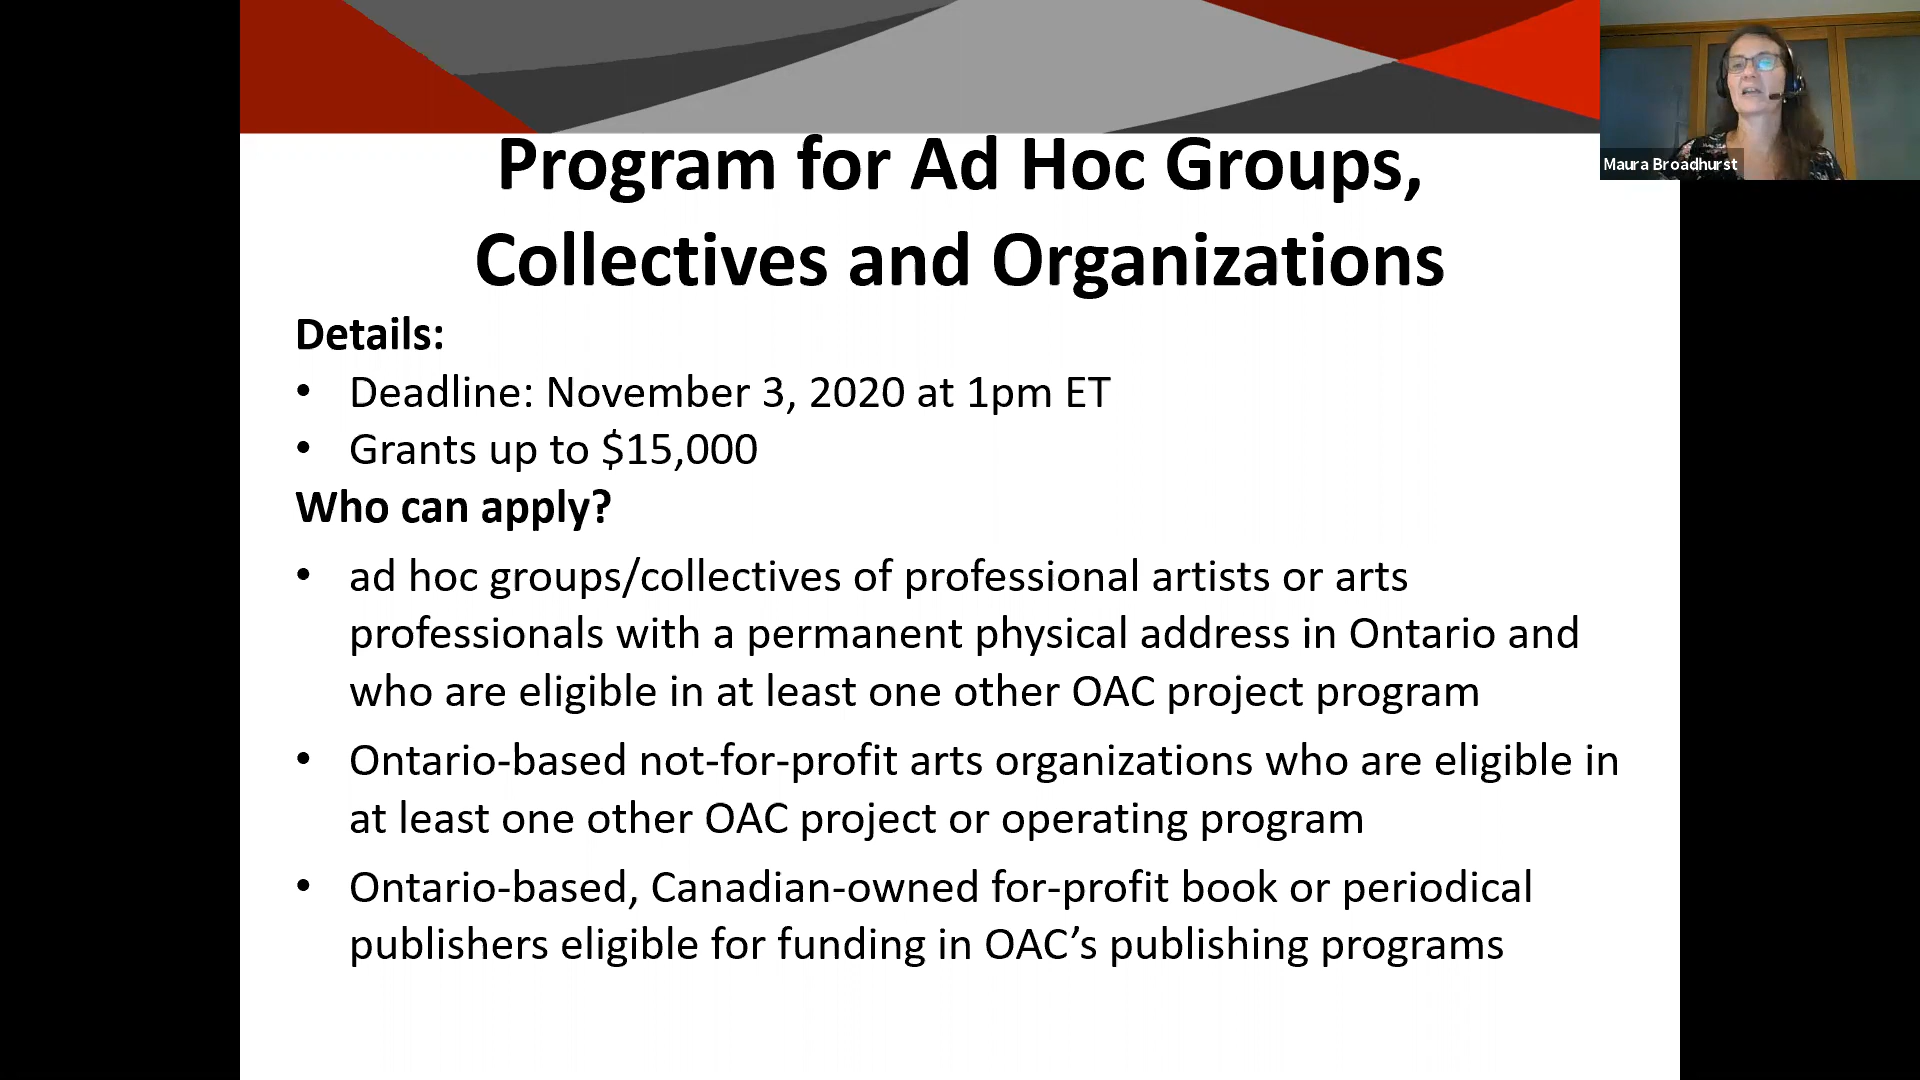 Program for Ad Hoc Groups,
Collectives and Organizations
Maura Broadhurst
Details:
• Deadline: November 3, 2020 at 1pm ET
• Grants up to $15,000
Who can apply?
• ad hoc groups/collectives of professional artists or arts
professionals with a permanent physical address in Ontario and
who are eligible in at least one other OAC project program
• Ontario-based not-for-profit arts organizations who are eligible in
at least one other OAC project or operating program
• Ontario-based, Canadian-owned for-profit book or periodical
publishers eligible for funding in OAC’s publishing programs